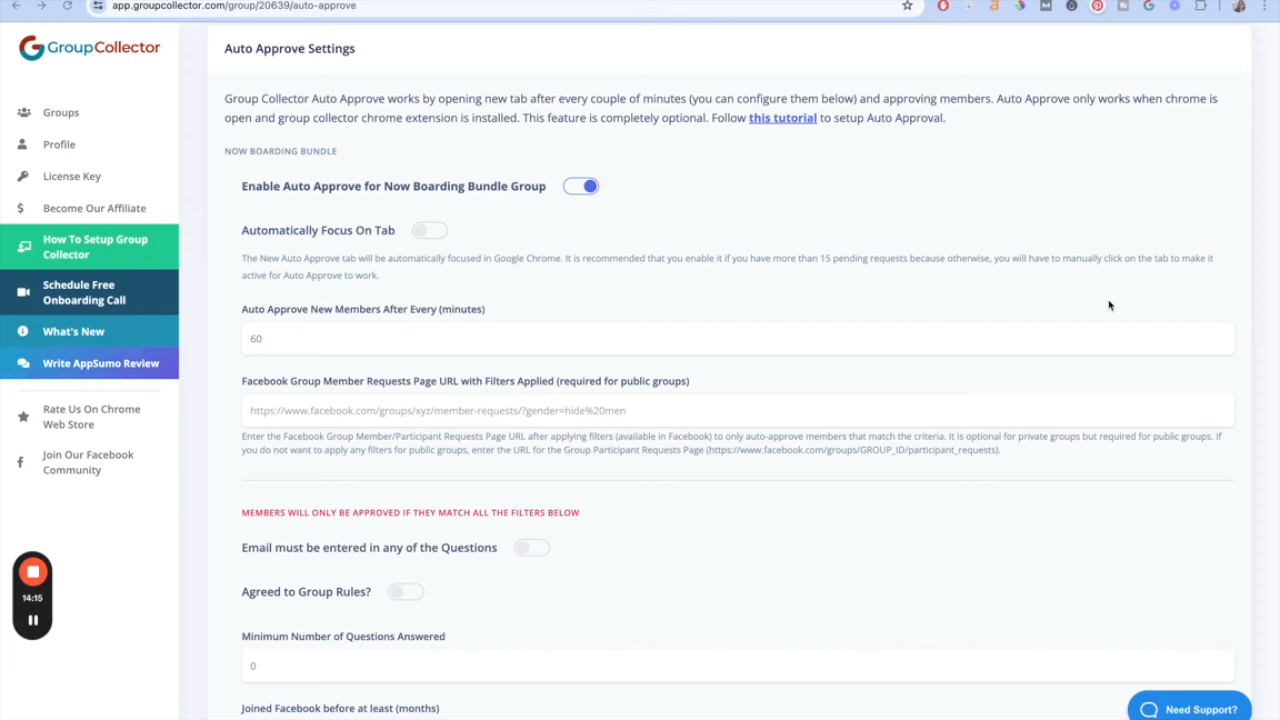 app.groupcollector.com/group/20639/auto-approve
GroupCollector
Groups
Profile
License Key
Become Our Affiliate
How To Setup Group
Collector
Schedule Free
Onboarding Call
What's New
Write AppSumo Review
Rate Us On Chrome
Web Store
Join Our Facebook
Community
14:15
Auto Approve Settings
Group Collector Auto Approve works by opening new tab after every couple of minutes (you can configure them below) and approving members. Auto Approve only works when chrome is
open and group collector chrome extension is installed. This feature is completely optional. Follow this tutorial to setup Auto Approval.
NOW BOARDING BUNDLE
Enable Auto Approve for Now Boarding Bundle Group
Automatically Focus On Tab
The New Auto Approve tab will be automatically focused in Google Chrome. It is recommended that you enable it if you have more than 15 pending requests because otherwise, you will have to manually click on the tab to make it
active for Auto Approve to work.
Auto Approve New Members After Every (minutes)
60
Facebook Group Member Requests Page URL with Filters Applied (required for public groups)
https://www.facebook.com/groups/xyz/member-requests/?gender=hide%20men
Enter the Facebook Group Member/Participant Requests Page URL after applying filters (available in Facebook) to only auto-approve members that match the criteria. It is optional for private groups but required for public groups. If
you do not want to apply any filters for public groups, enter the URL for the Group Participant Requests Page (https://www.facebook.com/groups/GROUP_ID/participant_requests).
MEMBERS WILL ONLY BE APPROVED IF THEY MATCH ALL THE FILTERS BELOW
Email must be entered in any of the Questions
Agreed to Group Rules?
Minimum Number of Questions Answered
0
Joined Facebook before at least (months)
Need Support?